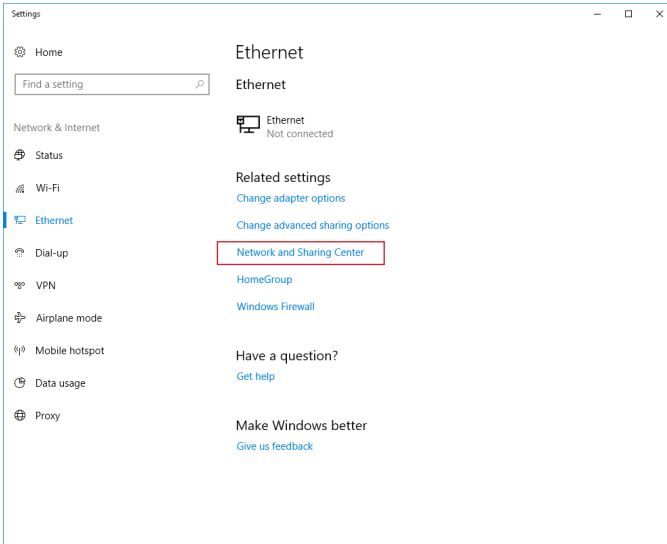 Settings
Home
Find a setting
Network & Internet
Status
Wi-Fi
Ethernet
Dial-up
VPN
Airplane mode
Mobile hotspot
Data usage
Proxy
Ethernet
Ethernet
Ethernet
Not connected
Related settings
Change adapter options
Change advanced sharing options
Network and Sharing Center
HomeGroup
Windows Firewall
Have a question?
Get help
Make Windows better
Give us feedback